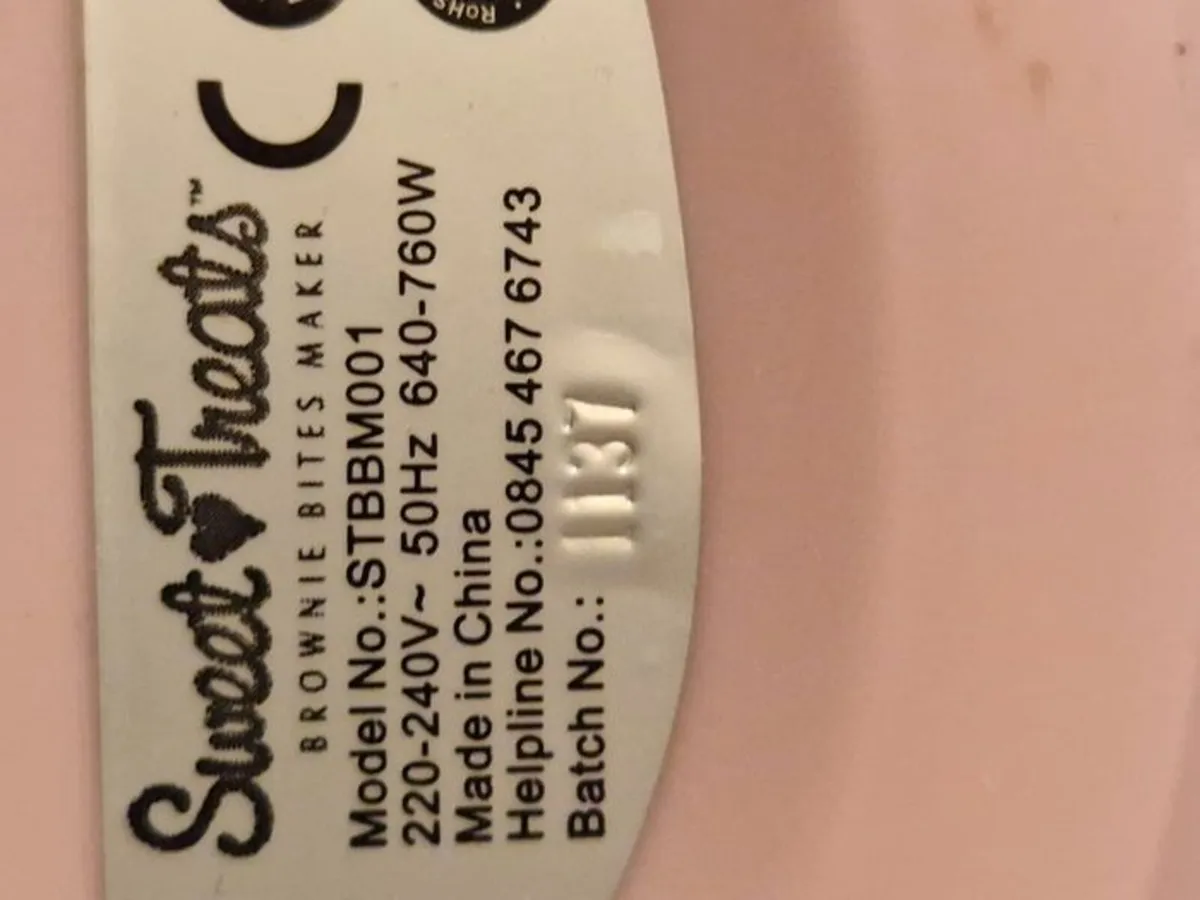 Sweet♥Treats™
BROWNIE BITES MAKER
Model No.:STBBM001
220-240V~ 50Hz 640-760W
Made in China
Helpline No.:0845 467 6743
Batch No.: 1137
C
ROHS